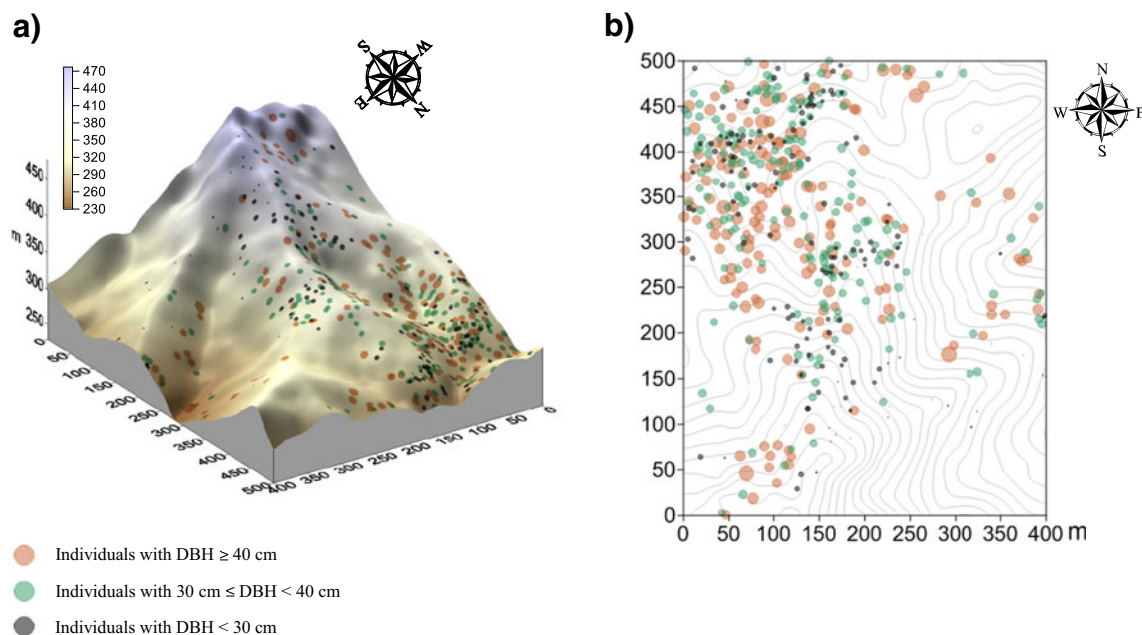 a)
470
440
410
380
350
320
290
260
230
450
400
m 350
300
250
0
50
100
150
200
250
300
350
400
450
500
400 350 300 250 200 150 100 50 0
S W
E N
b)
500
450
400
350
300
250
200
150
100
50
0
0 50 100 150 200 250 300 350 400 m
N
W E
S
Individuals with DBH ≥ 40 cm
Individuals with 30 cm ≤ DBH < 40 cm
Individuals with DBH < 30 cm